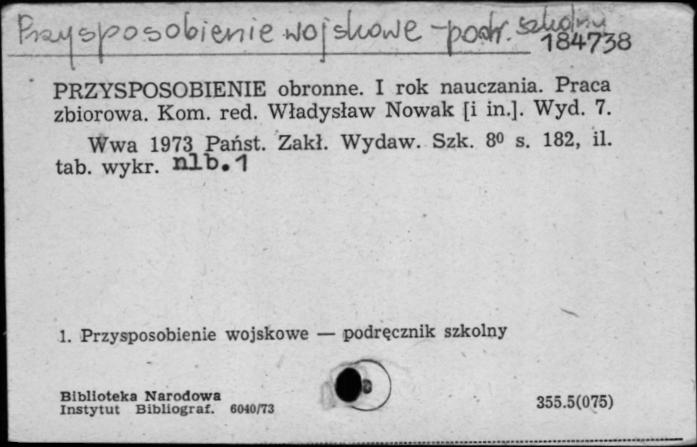 Przysposobienie wojskowe - podr. szkolny
184738
PRZYSPOSOBIENIE obronne. I rok nauczania. Praca
zbiorowa. Kom. red. Władysław Nowak [i in.]. Wyd. 7.
Wwa 1973 Państ. Zakł. Wydaw. Szk. 8⁰ s. 182, il.
tab. wykr. nlb. 1
1. Przysposobienie wojskowe — podręcznik szkolny
Biblioteka Narodowa
Instytut Bibliograf. 6040/73
355.5(075)